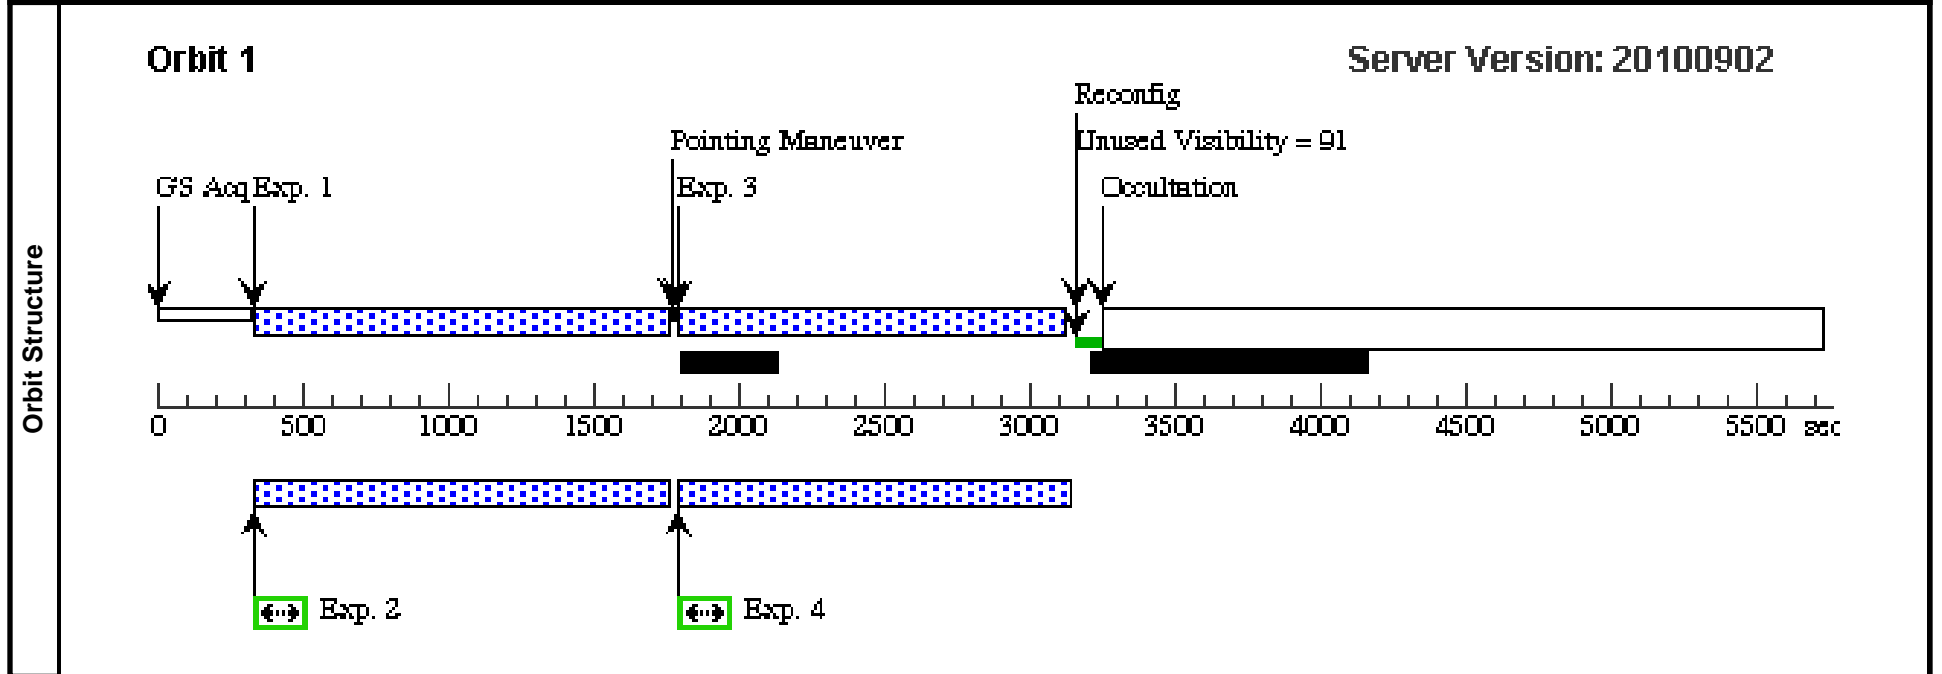 Orbit Structure
Orbit 1
Server Version: 20100902
Reconfig
Pointing Maneuver
Unused Visibility = 91
GS Acq
Exp. 1
Exp. 3
Occultation
0 500 1000 1500 2000 2500 3000 3500 4000 4500 5000 5500 sec
Exp. 2
Exp. 4